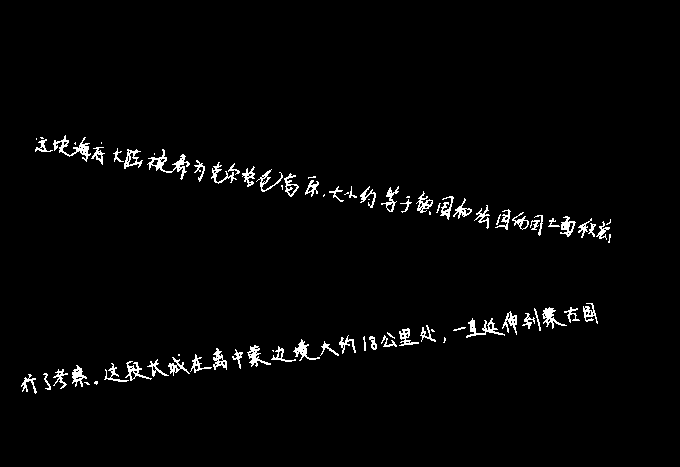 这块海底大陆被称为克尔格伦高原，大小约等于德国和法国两国土面积总
行了考察。这段长城在离中蒙边境大约18公里处，一直延伸到蒙古国